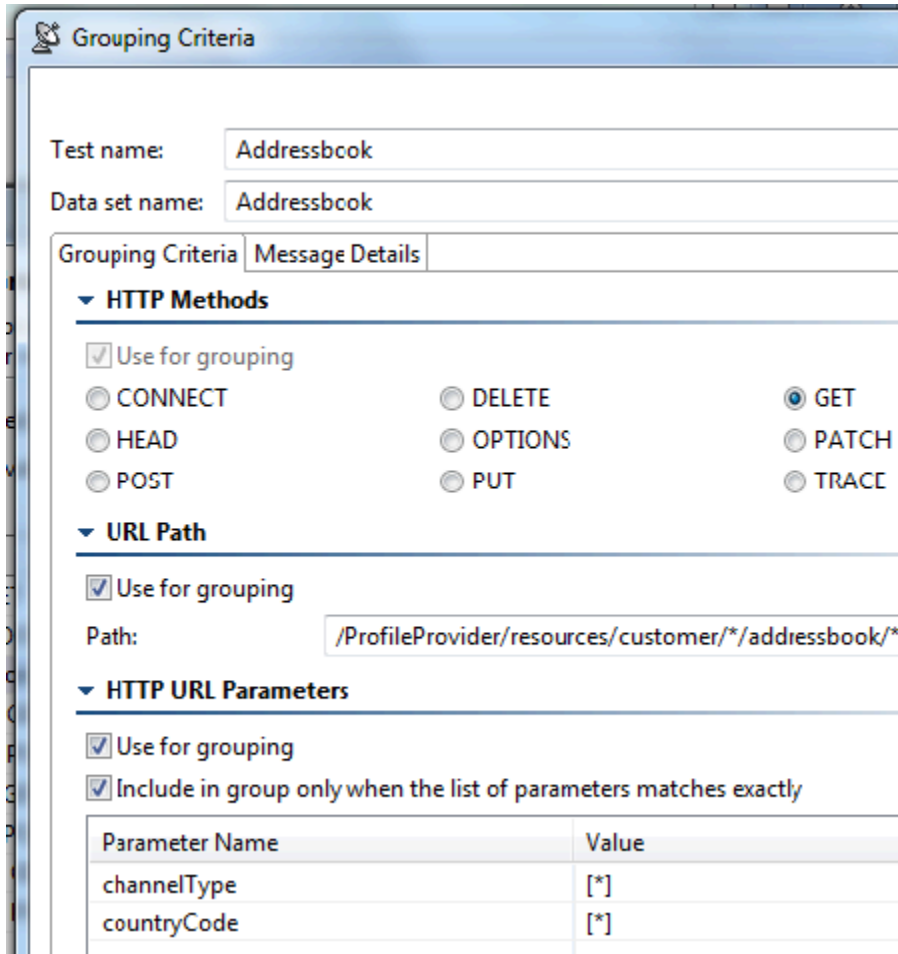 Grouping Criteria
Test name: Addressbook
Data set name: Addressbook
Grouping Criteria Message Details
HTTP Methods
Use for grouping
CONNECT DELETE GET
HEAD OPTIONS PATCH
POST PUT TRACE
URL Path
Use for grouping
Path: /ProfileProvider/resources/customer/*/addressbook/*
HTTP URL Parameters
Use for grouping
Include in group only when the list of parameters matches exactly
Parameter Name Value
channelType [*]
countryCode [*]